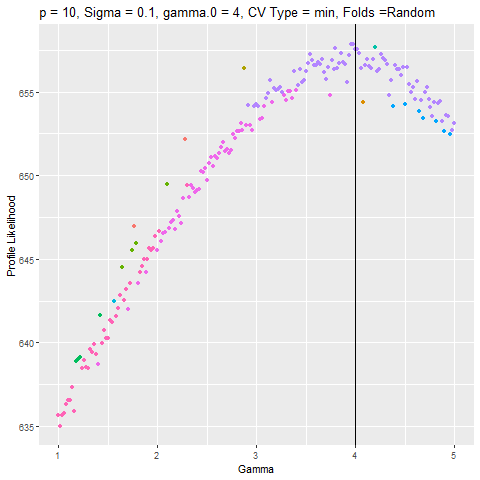 p = 10, Sigma = 0.1, gamma.0 = 4, CV Type = min, Folds =Random
Profile Likelihood
655
650
645
640
635
1 2 3 4 5
Gamma